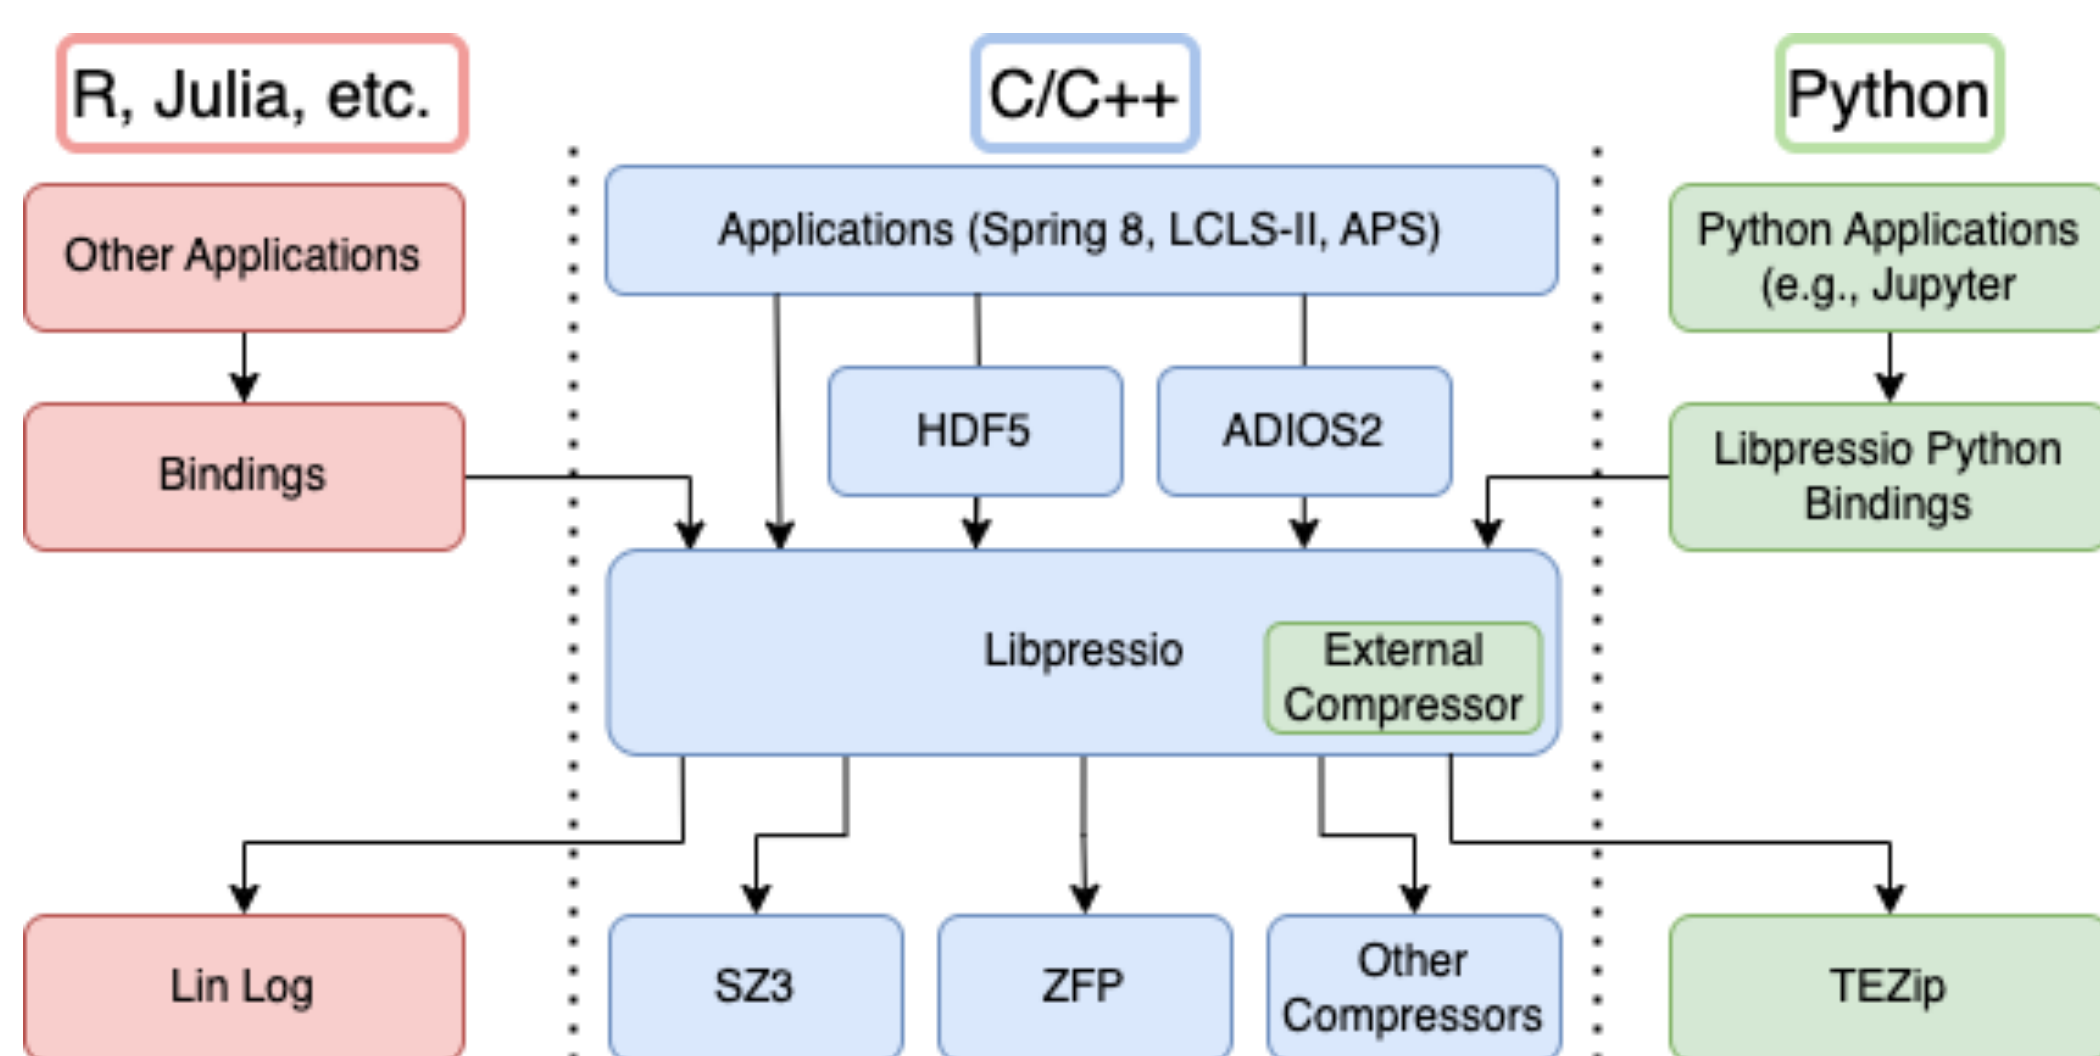 R, Julia, etc.
C/C++
Python
Other Applications
Applications (Spring 8, LCLS-II, APS)
Python Applications
(e.g., Jupyter
HDF5
ADIOS2
Bindings
Libpressio Python
Bindings
Libpressio
External
Compressor
Lin Log
SZ3
ZFP
Other
Compressors
TEZip